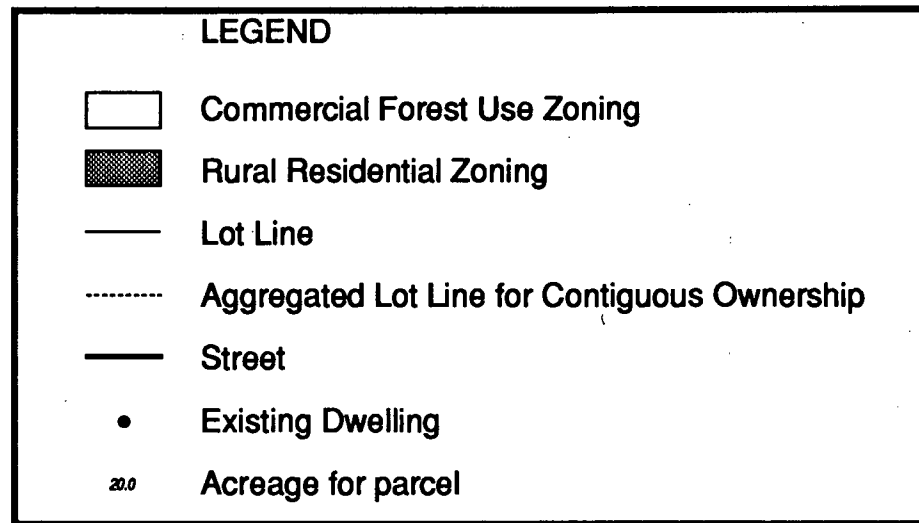 LEGEND
Commercial Forest Use Zoning
Rural Residential Zoning
Lot Line
Aggregated Lot Line for Contiguous Ownership
Street
Existing Dwelling
20.0 Acreage for parcel